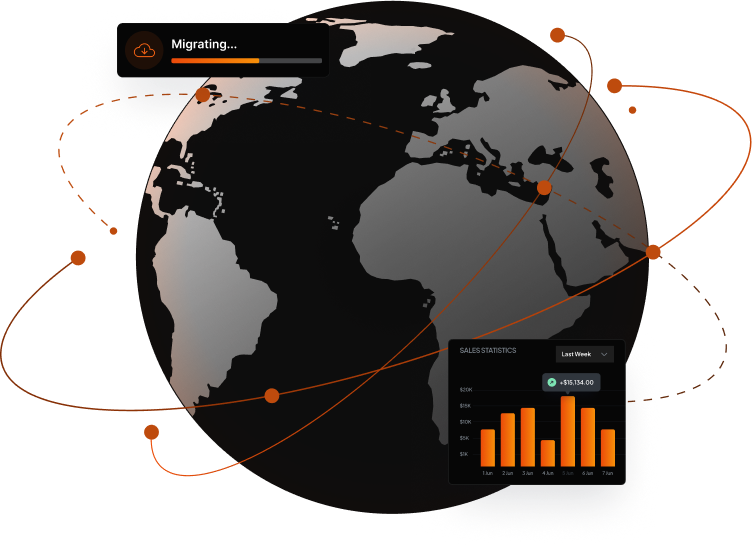 Migrating...
SALES STATISTICS
Last Week
+$15,134.00
$20K
$15K
$10K
$5K
$1K
1 Jun 2 Jun 3 Jun 4 Jun 5 Jun 6 Jun 7 Jun